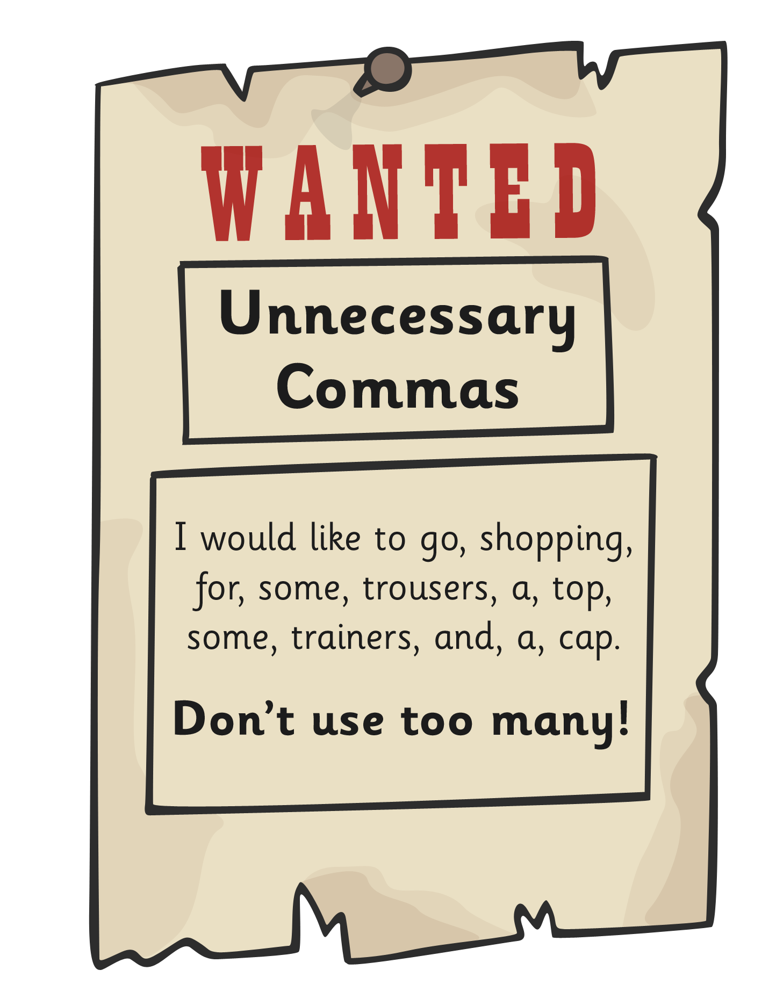 WANTED
Unnecessary
Commas
I would like to go, shopping,
for, some, trousers, a, top,
some, trainers, and, a, cap.
Don’t use too many!